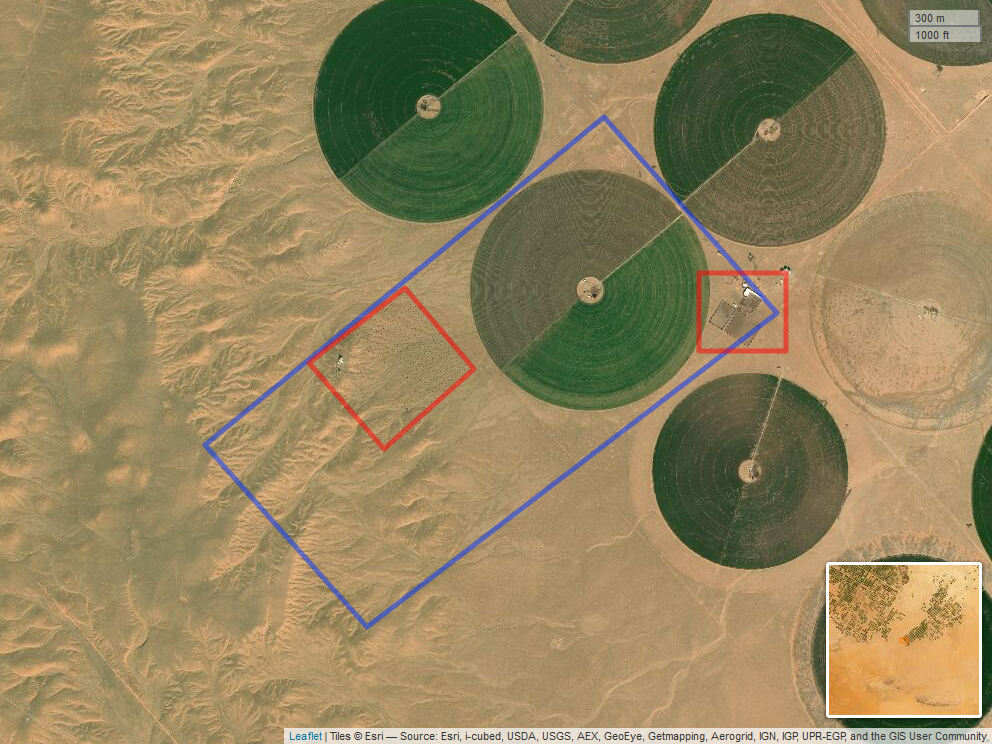 300 m
1000 ft
Leaflet | Tiles © Esri — Source: Esri, i-cubed, USDA, USGS, AEX, GeoEye, Getmapping, Aerogrid, IGN, IGP, UPR-EGP, and the GIS User Community,